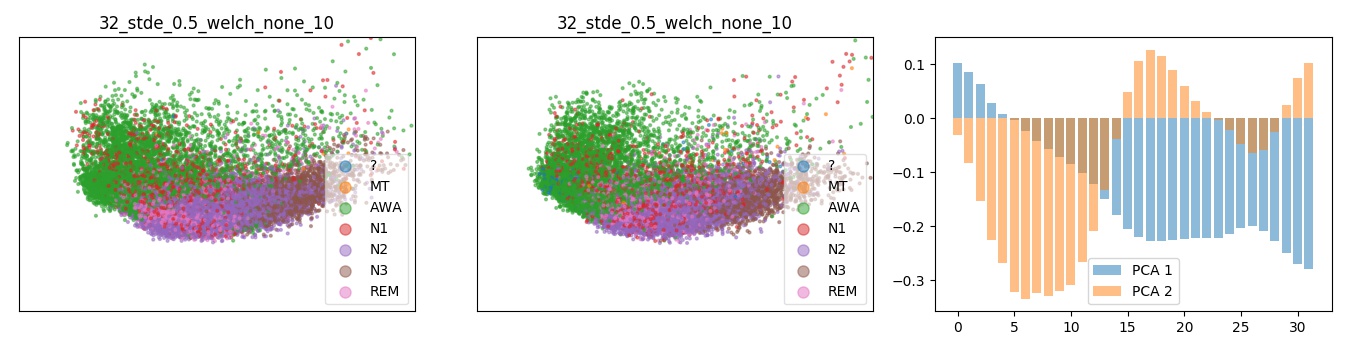 32_stde_0.5_welch_none_10
?
MT
AWA
N1
N2
N3
REM
32_stde_0.5_welch_none_10
?
MT
AWA
N1
N2
N3
REM
0.1
0.0
−0.1
−0.2
−0.3
PCA 1
PCA 2
0 5 10 15 20 25 30